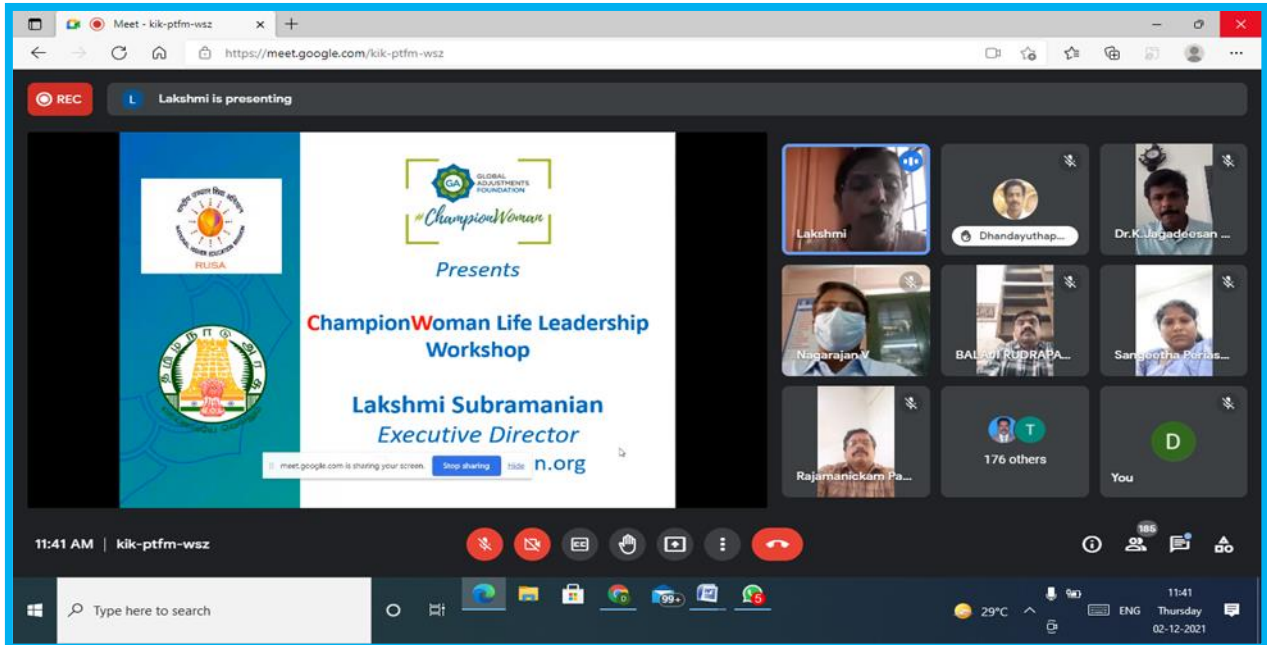 Meet - kik-ptfm-wsz
https://meet.google.com/kik-ptfm-wsz
REC
L
Lakshmi is presenting
RUSA
GA
GLOBAL
ADJUSTMENTS
FOUNDATION
#ChampionWoman
Presents
ChampionWoman Life Leadership
Workshop
Lakshmi Subramanian
Executive Director
n.org
meet.google.com is sharing your screen.
Stop sharing
Hide
Lakshmi
Dhandayuthap...
Dr.K.Jagadeesan ...
Nagarajan V
BALAJI RUDRAPA...
Sangeetha Perias...
Rajamanickam Pa...
T
176 others
D
You
11:41 AM | kik-ptfm-wsz
CC
185
Type here to search
99+
5
29°C
ENG
11:41
Thursday
02-12-2021